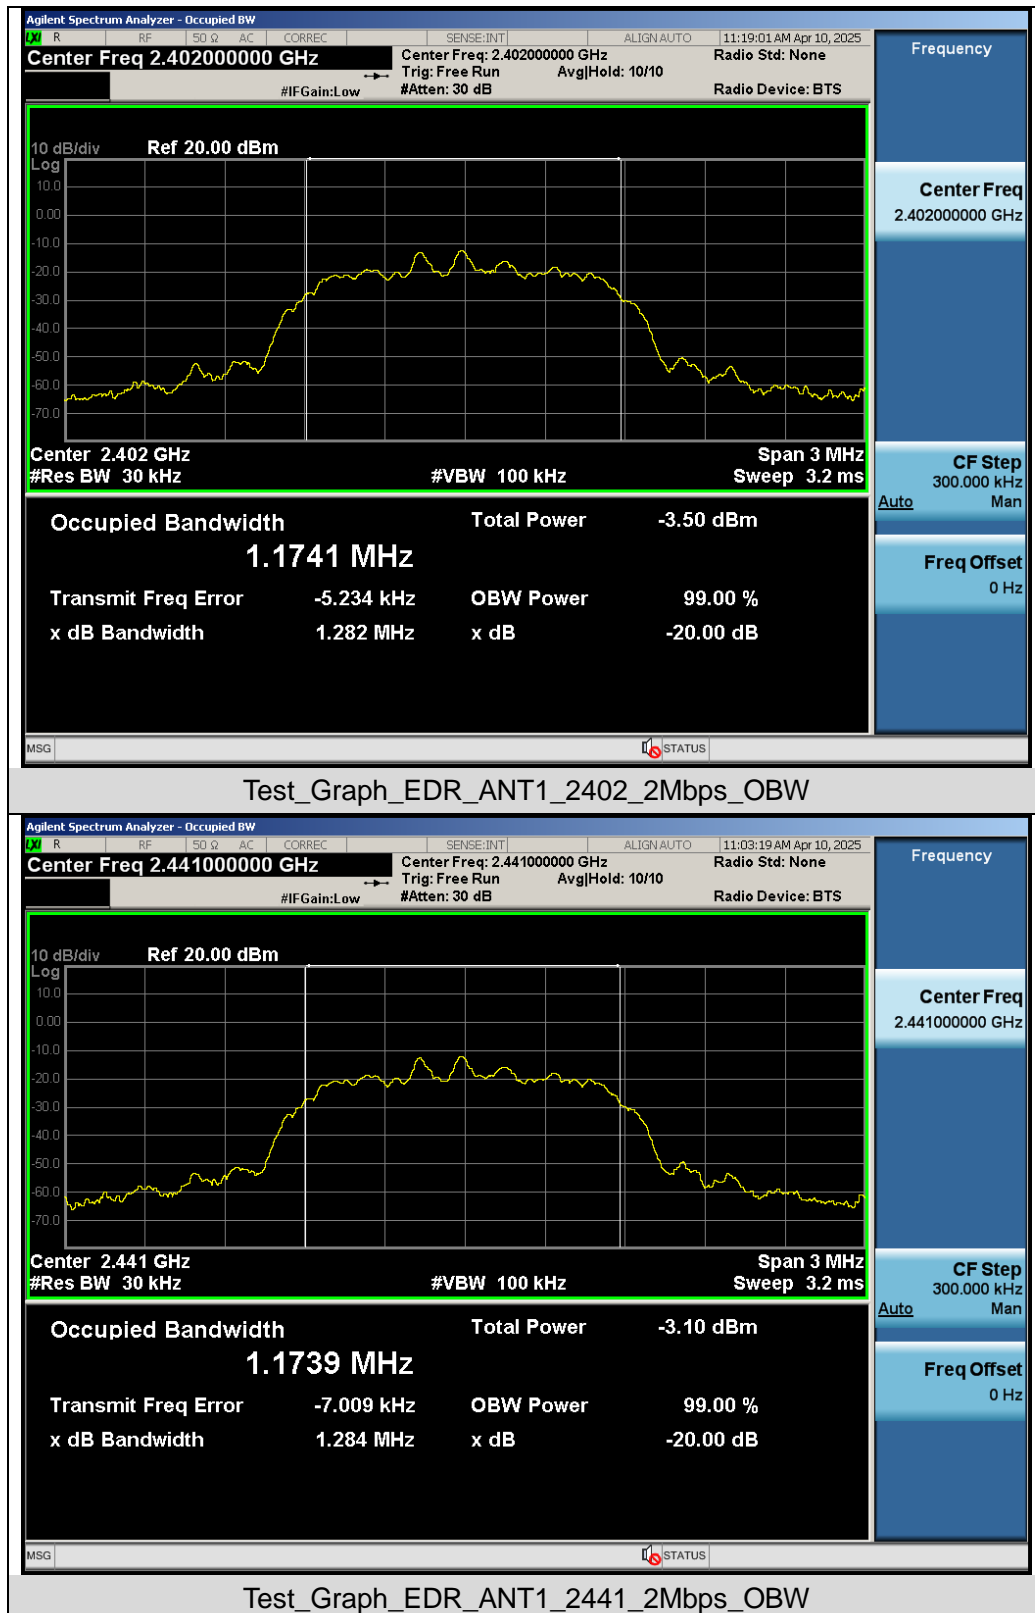 Agilent Spectrum Analyzer - Occupied BW
LXI R RF 50 Ω AC CORREC SENSE:INT ALIGN AUTO 11:19:01 AM Apr 10, 2025
Center Freq 2.402000000 GHz Center Freq: 2.402000000 GHz Radio Std: None Frequency
Trig: Free Run Avg|Hold: 10/10
#IFGain:Low #Atten: 30 dB Radio Device: BTS
10 dB/div Ref 20.00 dBm
Log
10.0
0.00
-10.0
-20.0
-30.0
-40.0
-50.0
-60.0
-70.0
Center Freq
2.402000000 GHz
Center 2.402 GHz Span 3 MHz
#Res BW 30 kHz #VBW 100 kHz Sweep 3.2 ms
CF Step
300.000 kHz
Auto Man
Occupied Bandwidth Total Power -3.50 dBm
1.1741 MHz
Transmit Freq Error -5.234 kHz OBW Power 99.00 %
x dB Bandwidth 1.282 MHz x dB -20.00 dB
Freq Offset
0 Hz
MSG STATUS
Test_Graph_EDR_ANT1_2402_2Mbps_OBW
Agilent Spectrum Analyzer - Occupied BW
LXI R RF 50 Ω AC CORREC SENSE:INT ALIGN AUTO 11:03:19 AM Apr 10, 2025
Center Freq 2.441000000 GHz Center Freq: 2.441000000 GHz Radio Std: None Frequency
Trig: Free Run Avg|Hold: 10/10
#IFGain:Low #Atten: 30 dB Radio Device: BTS
10 dB/div Ref 20.00 dBm
Log
10.0
0.00
-10.0
-20.0
-30.0
-40.0
-50.0
-60.0
-70.0
Center Freq
2.441000000 GHz
Center 2.441 GHz Span 3 MHz
#Res BW 30 kHz #VBW 100 kHz Sweep 3.2 ms
CF Step
300.000 kHz
Auto Man
Occupied Bandwidth Total Power -3.10 dBm
1.1739 MHz
Transmit Freq Error -7.009 kHz OBW Power 99.00 %
x dB Bandwidth 1.284 MHz x dB -20.00 dB
Freq Offset
0 Hz
MSG STATUS
Test_Graph_EDR_ANT1_2441_2Mbps_OBW